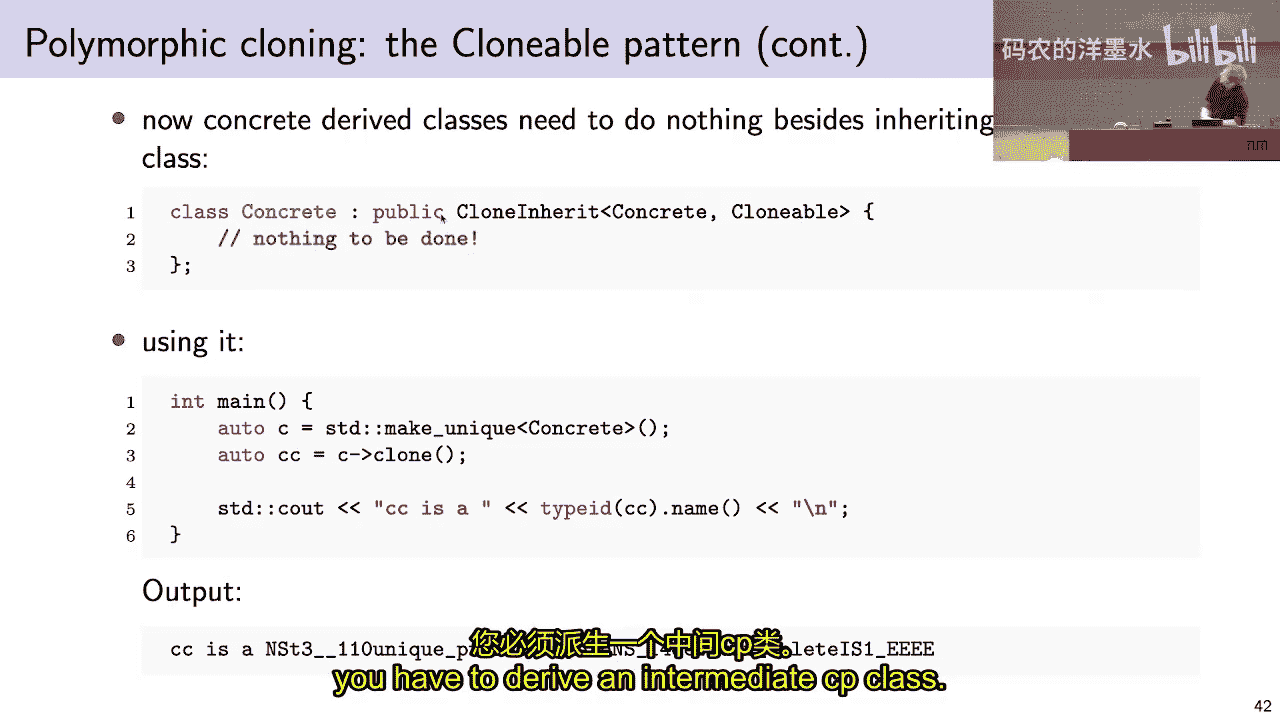 Polymorphic cloning: the Cloneable pattern (cont.)
码农的洋墨水 bilibili
• now concrete derived classes need to do nothing besides inheriting
class:
1 class Concrete : public CloneInherit<Concrete, Cloneable> {
2 // nothing to be done!
3 };
• using it:
1 int main() {
2 auto c = std::make_unique<Concrete>();
3 auto cc = c->clone();
4
5 std::cout << "cc is a " << typeid(cc).name() << "\n";
6 }
Output:
cc is a NSt3__110unique_p
您必须派生一个中间cp类。
you have to derive an intermediate cp class.
42